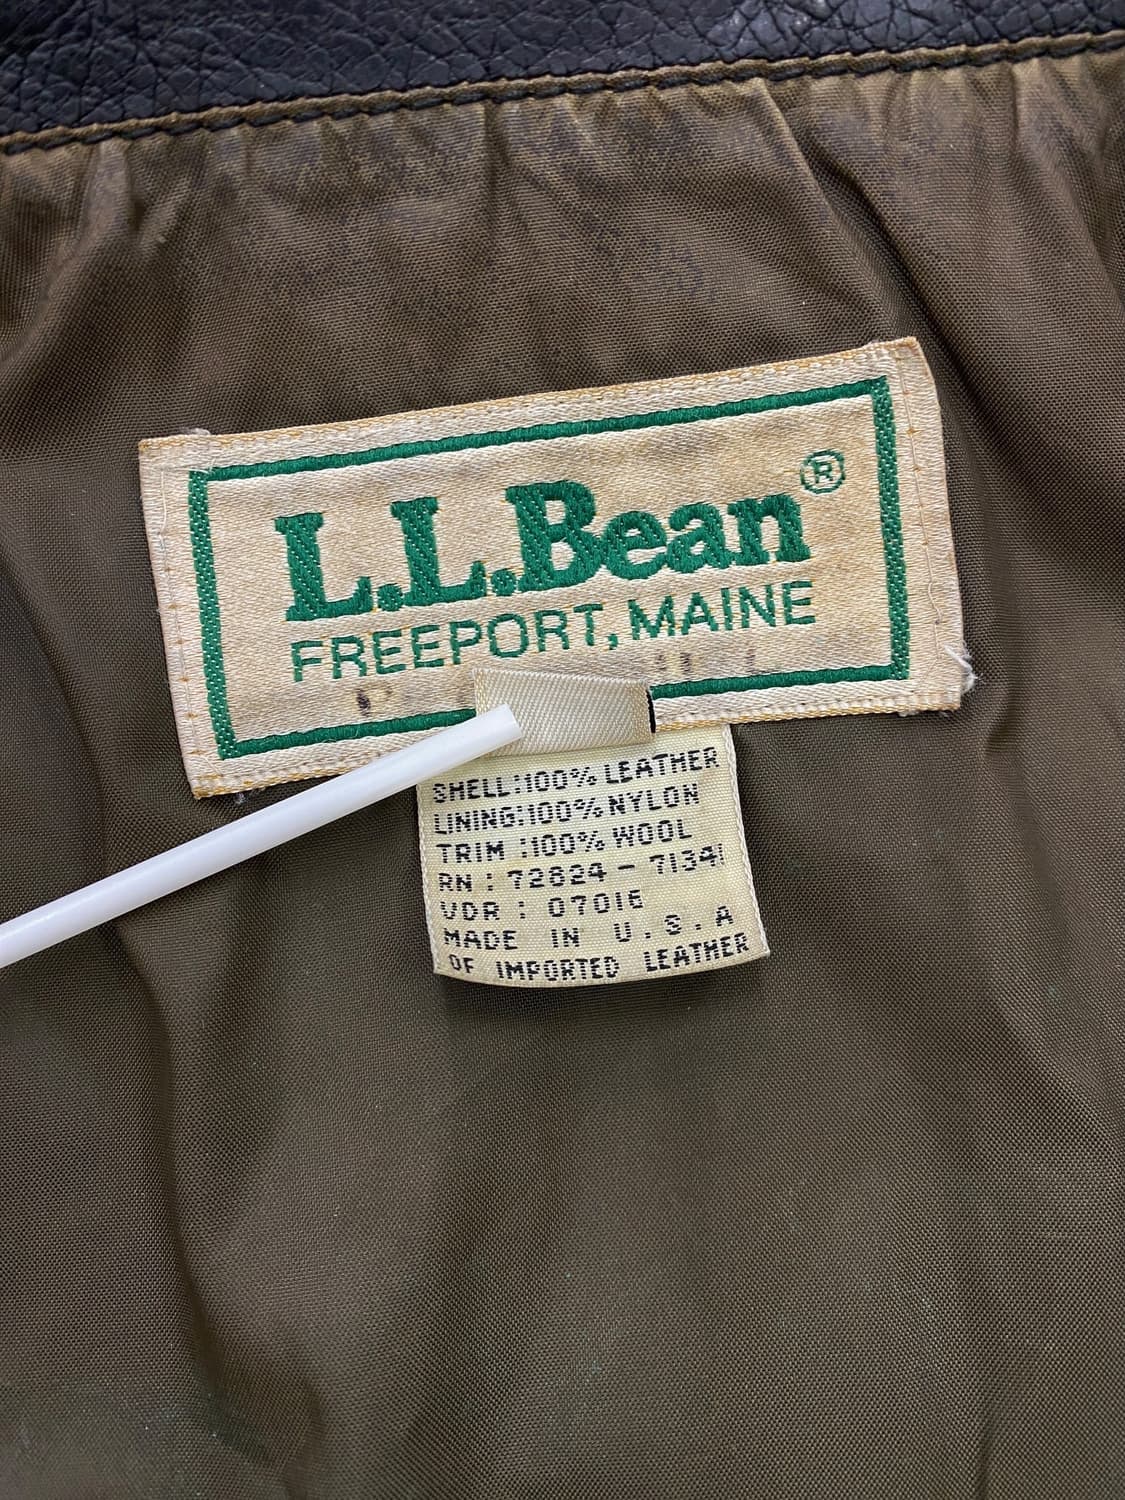 L.L.Bean®
FREEPORT, MAINE
SHELL:100% LEATHER
LINING:100% NYLON
TRIM :100% WOOL
RN : 72824 - 71341
VDR : 07016
MADE IN U.S.A
OF IMPORTED LEATHER